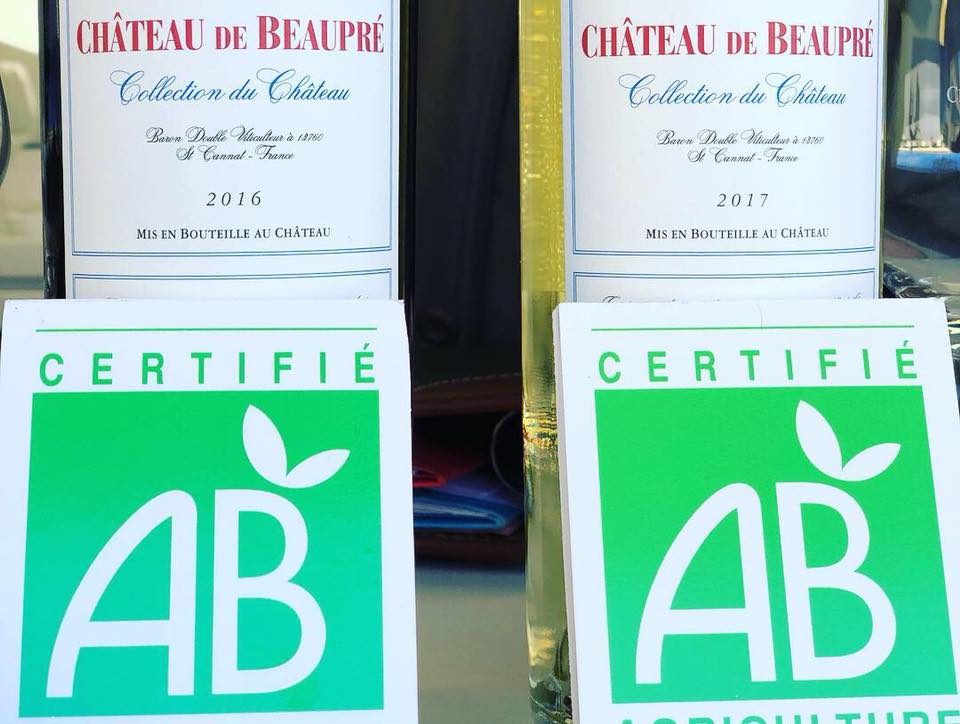 CHÂTEAU DE BEAUPRÉ
Collection du Château
Baron Double Viticulteur à 13760
St Cannat - France
2016
MIS EN BOUTEILLE AU CHÂTEAU
CERTIFIÉ
AB
CHÂTEAU DE BEAUPRÉ
Collection du Château
Baron Double Viticulteur à 13760
St Cannat - France
2017
MIS EN BOUTEILLE AU CHÂTEAU
CERTIFIÉ
AB
AGRICULTURE